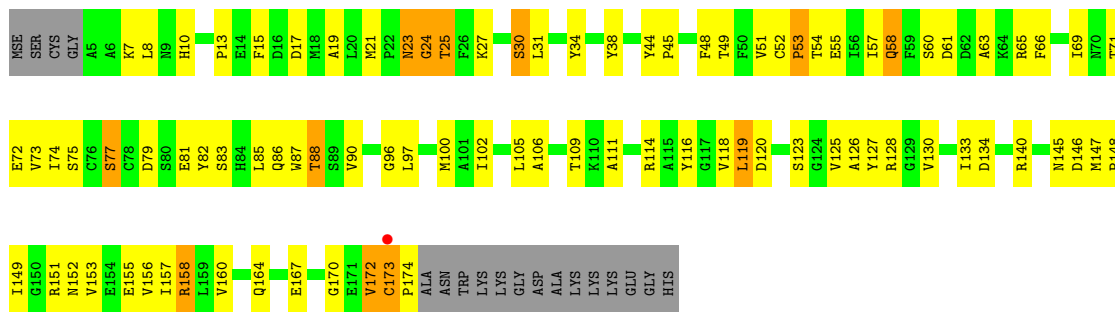 MSE SER CYS GLY A5 A6 K7 L8 N9 H10 P13 E14 F15 D16 D17 M18 A19 L20 M21 P22 N23 G24 T25 F26 K27 S30 L31 Y34 Y38 Y44 P45 F48 T49 F50 V51 C52 P53 T54 E55 I56 I57 Q58 F59 S60 D61 D62 A63 K64 R65 F66 I69 N70 T71
E72 V73 I74 S75 C76 S77 C78 D79 S80 E81 Y82 S83 H84 L85 Q86 W87 T88 S89 V90 G96 L97 M100 A101 I102 L105 A106 T109 K110 A111 R114 A115 Y116 G117 V118 L119 D120 S123 G124 V125 A126 Y127 R128 G129 V130 I133 D134 R140 N145 D146 M147
I149 G150 R151 N152 V153 E154 E155 V156 I157 R158 L159 V160 Q164 E167 G170 E171 V172 C173 P174 ALA ASN TRP LYS LYS GLY ASP ALA LYS LYS LYS GLU GLY HIS